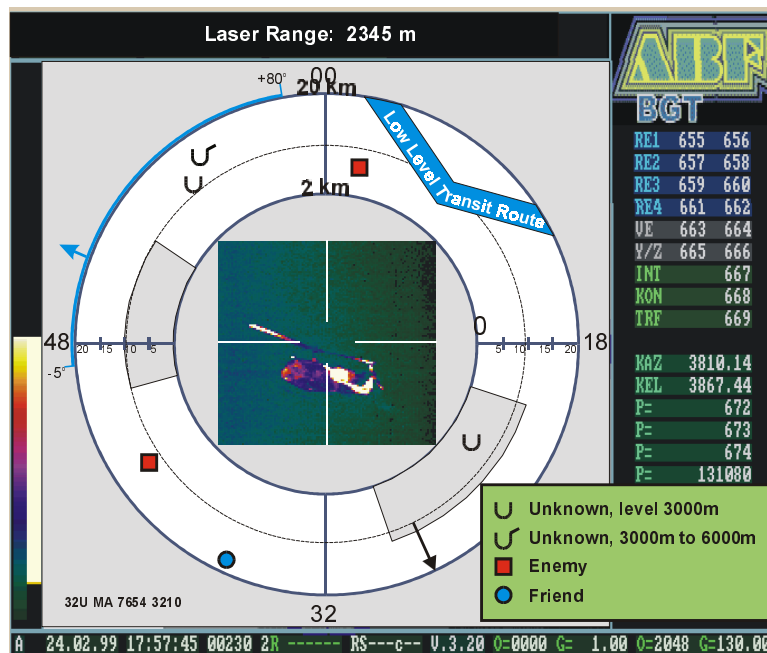 Laser Range: 2345 m
ABF
BGT
+80°
00
20 km
Low Level Transit Route
2 km
RE1 655 656
RE2 657 658
RE3 659 660
RE4 661 662
VE 663 664
Y/Z 665 666
INT 667
KON 668
TRF 669
48
20 15 10 5
0
5 10 15 20
18
-5°
KAZ 3810.14
KEL 3867.44
P= 672
P= 673
P= 674
P= 131080
Unknown, level 3000m
Unknown, 3000m to 6000m
Enemy
Friend
32U MA 7654 3210
32
A 24.02.99 17:57:45 00230 2R ------ RS---c-- V.3.20 O=0000 G= 1.00 O=2048 G=130.00